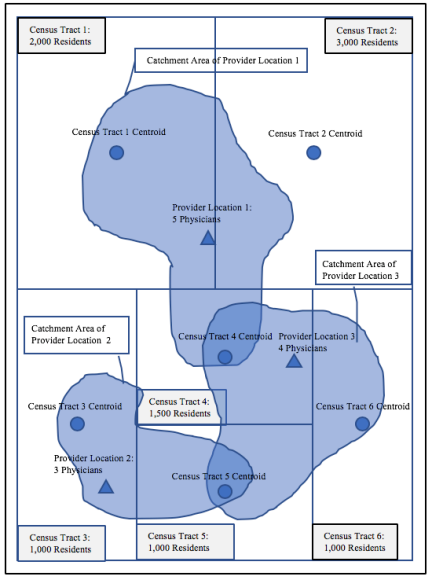 Census Tract 1:
2,000 Residents
Census Tract 2:
3,000 Residents
Catchment Area of Provider Location 1
Census Tract 1 Centroid
Census Tract 2 Centroid
Provider Location 1:
5 Physicians
Catchment Area of
Provider Location 3
Catchment Area of
Provider Location 2
Census Tract 4 Centroid
Provider Location 3
4 Physicians
Census Tract 3 Centroid
Census Tract 4:
1,500 Residents
Census Tract 6 Centroid
Provider Location 2:
3 Physicians
Census Tract 5 Centroid
Census Tract 3:
1,000 Residents
Census Tract 5:
1,000 Residents
Census Tract 6:
1,000 Residents